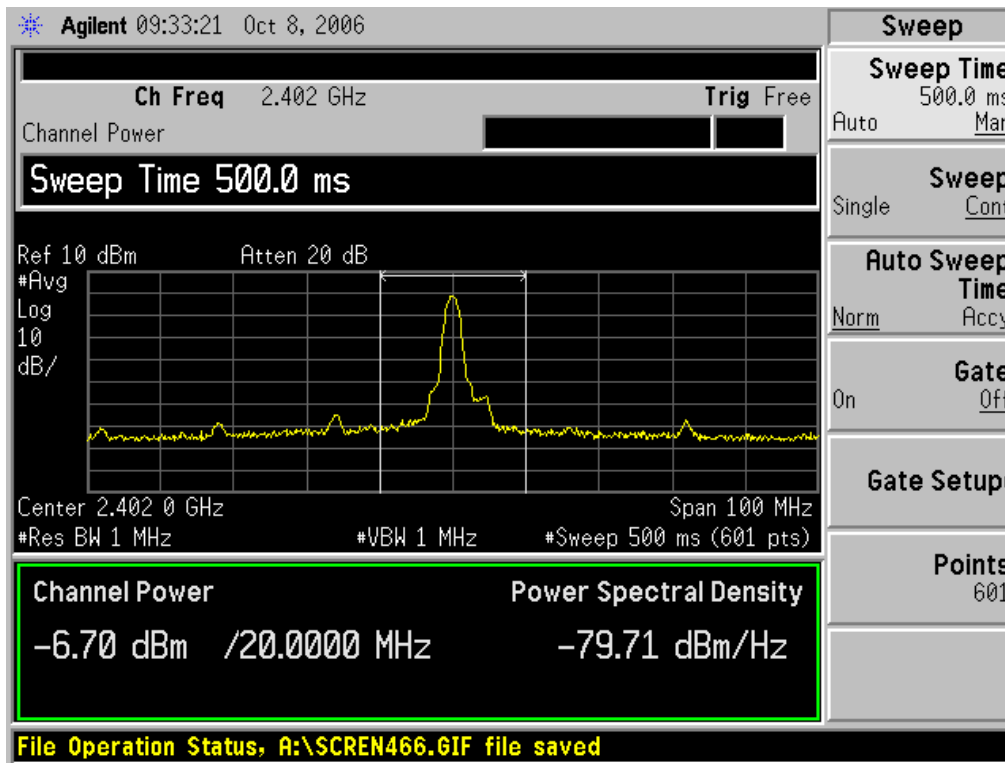 Agilent 09:33:21 Oct 8, 2006
Ch Freq 2.402 GHz Trig Free
Channel Power
Sweep Time 500.0 ms
Ref 10 dBm Atten 20 dB
#Avg
Log
10
dB/
Center 2.402 0 GHz Span 100 MHz
#Res BW 1 MHz #VBW 1 MHz #Sweep 500 ms (601 pts)
Channel Power Power Spectral Density
-6.70 dBm /20.0000 MHz -79.71 dBm/Hz
File Operation Status, A:\SCREN466.GIF file saved
Sweep
Sweep Time
500.0 ms
Auto Man
Sweep
Single Cont
Auto Sweep
Time
Norm Accy
Gate
On Off
Gate Setup
Points
601